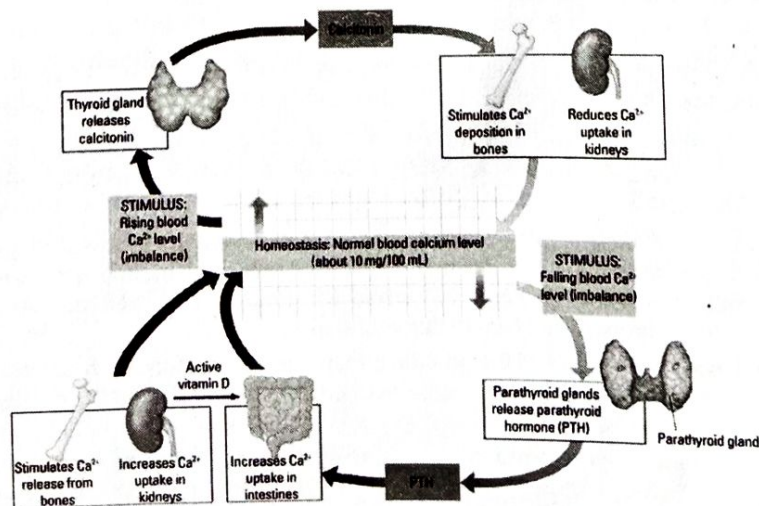 Calcitonin
Thyroid gland
releases
calcitonin
Stimulates Ca²⁺
deposition in
bones
Reduces Ca²⁺
uptake in
kidneys
STIMULUS:
Rising blood
Ca²⁺ level
(imbalance)
Homeostasis: Normal blood calcium level
(about 10 mg/100 mL)
STIMULUS:
Falling blood Ca²⁺
level (imbalance)
Active
vitamin D
Parathyroid glands
release parathyroid
hormone (PTH)
Parathyroid gland
Stimulates Ca²⁺
release from
bones
Increases Ca²⁺
uptake in
kidneys
Increases Ca²⁺
uptake in
intestines
PTH